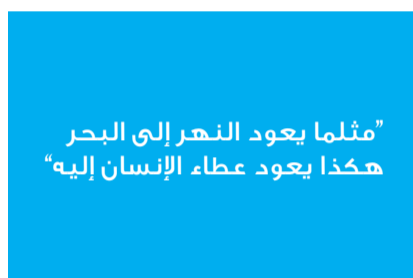 ”مثلما يعود النهر إلى البحر
هكذا يعود عطاء الإنسان إليه“